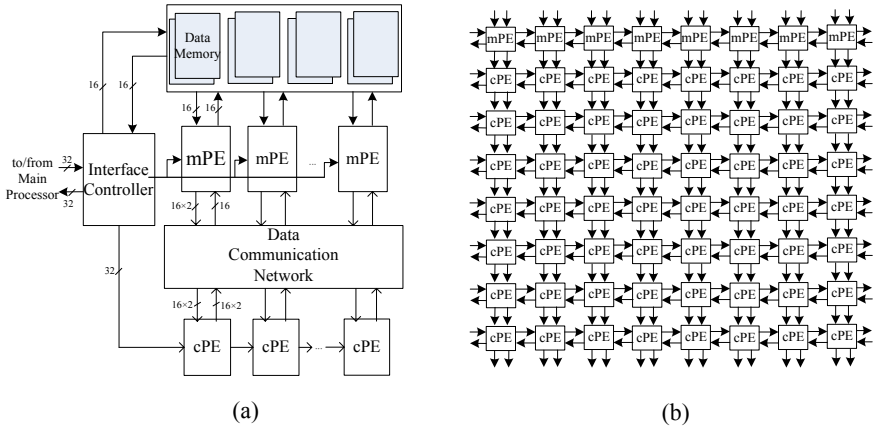 Data
Memory
16
16
16
16
to/from
Main
Processor
32
32
Interface
Controller
mPE
mPE
...
mPE
16×2
16
Data
Communication
Network
32
16×2
16×2
cPE
cPE
...
cPE
(a)
mPE mPE mPE mPE mPE mPE mPE mPE
cPE cPE cPE cPE cPE cPE cPE cPE
cPE cPE cPE cPE cPE cPE cPE cPE
cPE cPE cPE cPE cPE cPE cPE cPE
cPE cPE cPE cPE cPE cPE cPE cPE
cPE cPE cPE cPE cPE cPE cPE cPE
cPE cPE cPE cPE cPE cPE cPE cPE
cPE cPE cPE cPE cPE cPE cPE cPE
(b)